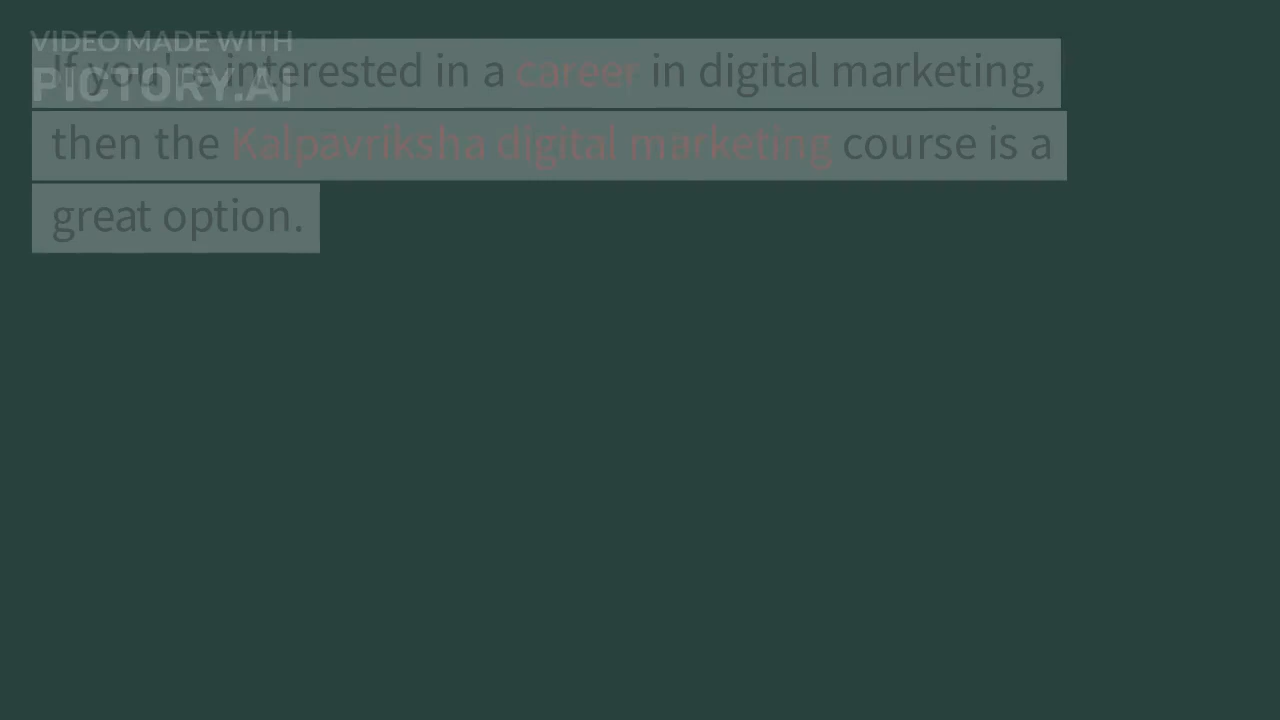 VIDEO MADE WITH
PICTORY.AI
If you're interested in a career in digital marketing,
then the Kalpavriksha digital marketing course is a
great option.